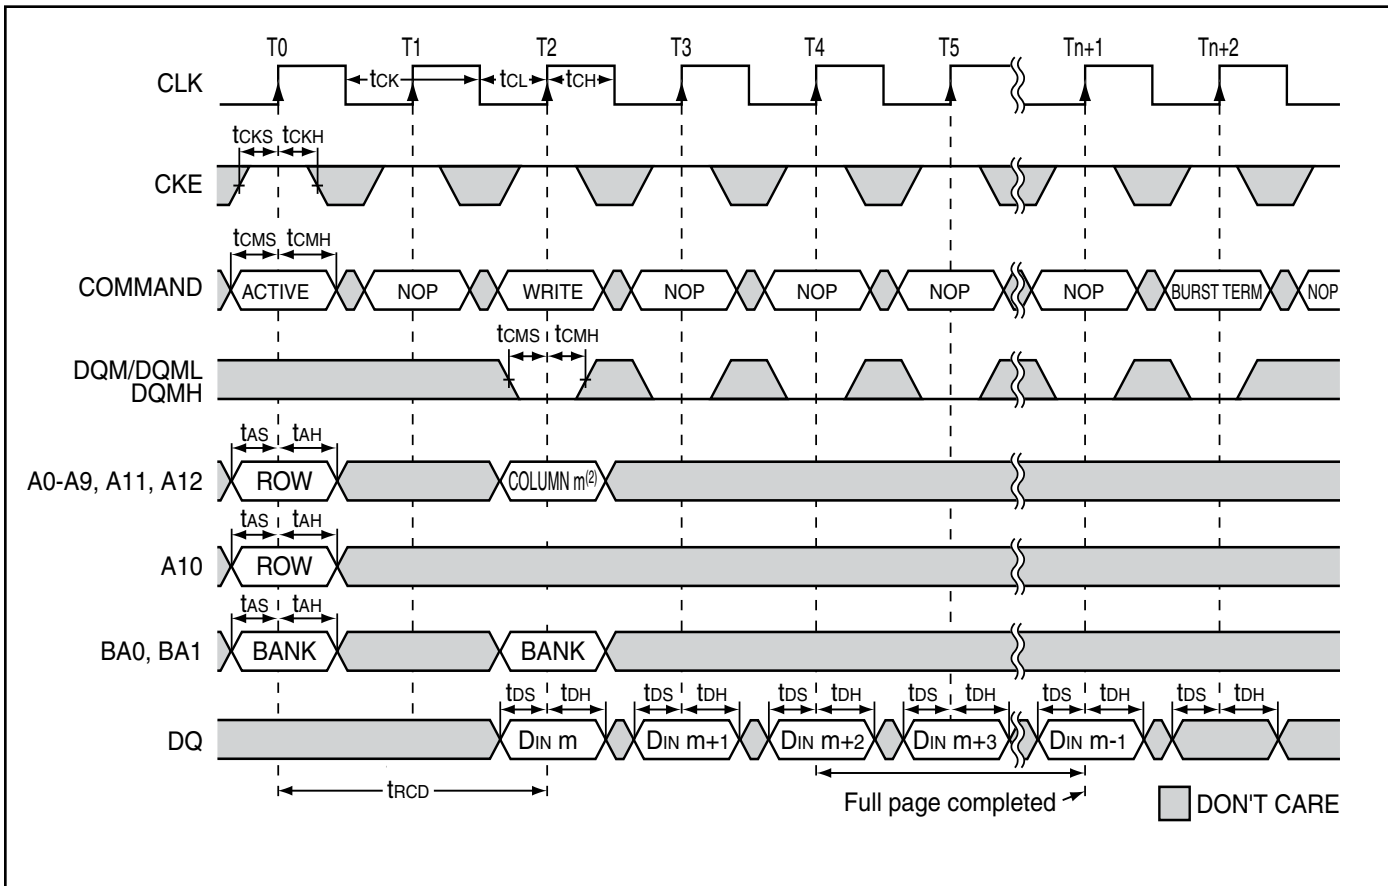 T0 T1 T2 T3 T4 T5 Tn+1 Tn+2
CLK tCK tCL tCH
tCKS tCKH
CKE
tCMS tCMH
COMMAND ACTIVE NOP WRITE NOP NOP NOP NOP BURST TERM NOP
tCMS tCMH
DQM/DQML
DQMH
tAS tAH
A0-A9, A11, A12 ROW COLUMN m(2)
tAS tAH
A10 ROW
tAS tAH
BA0, BA1 BANK BANK
tDS tDH tDS tDH tDS tDH tDS tDH tDS tDH tDS tDH
DQ DIN m DIN m+1 DIN m+2 DIN m+3 DIN m-1
tRCD
Full page completed
DON'T CARE